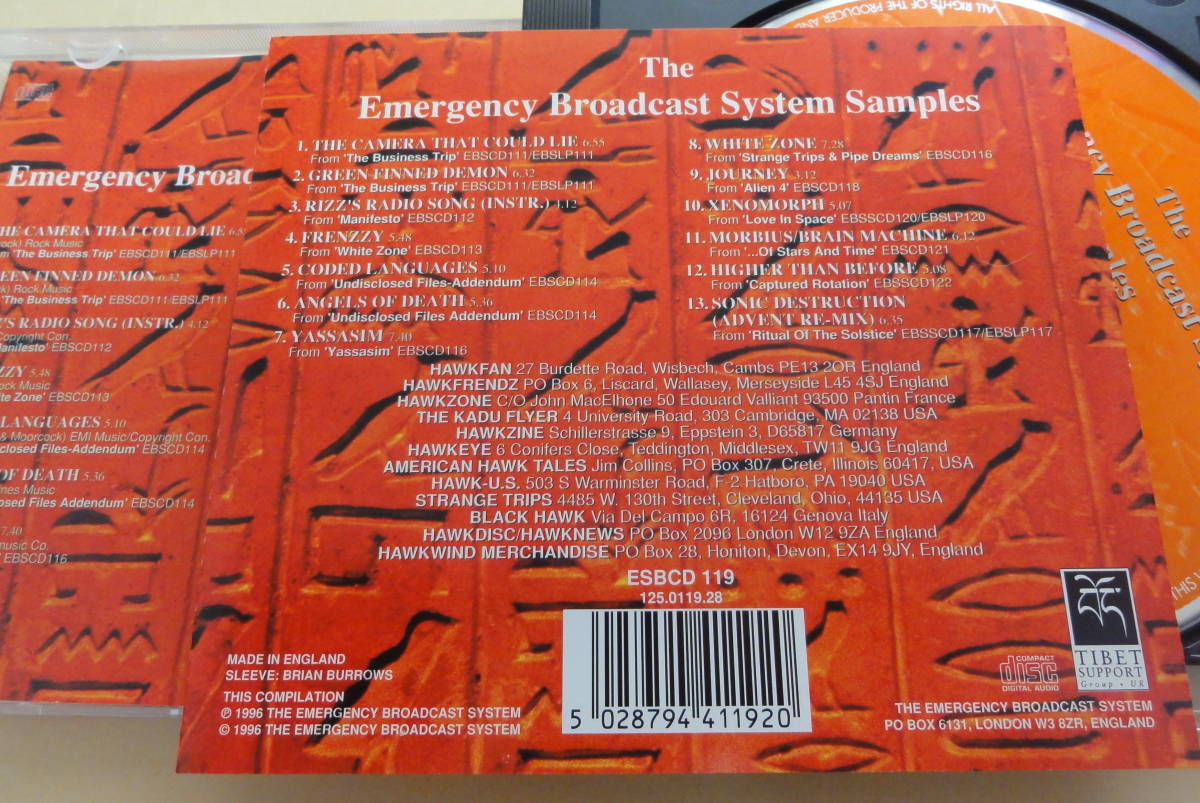 The
Emergency Broadcast System Samples
1. THE CAMERA THAT COULD LIE 6.55
From 'The Business Trip' EBSCD111/EBSLP111
2. GREEN FINNED DEMON 6.32
From 'The Business Trip' EBSCD111/EBSLP111
3. RIZZ'S RADIO SONG (INSTR.) 4.12
From 'Manifesto' EBSCD112
4. FRENZZY 5.48
From 'White Zone' EBSCD113
5. CODED LANGUAGES 5.10
From 'Undisclosed Files-Addendum' EBSCD114
6. ANGELS OF DEATH 5.36
From 'Undisclosed Files Addendum' EBSCD114
7. YASSASIM 7.40
From 'Yassasim' EBSCD116
8. WHITE ZONE 7.28
From 'Strange Trips & Pipe Dreams' EBSCD116
9. JOURNEY 3.12
From 'Alien 4' EBSCD118
10. XENOMORPH 5.07
From 'Love In Space' EBSSCD120/EBSLP120
11. MORBIUS/BRAIN MACHINE 6.12
From '...Of Stars And Time' EBSCD121
12. HIGHER THAN BEFORE 5.08
From 'Captured Rotation' EBSCD122
13. SONIC DESTRUCTION
(ADVENT RE-MIX) 6.35
From 'Ritual Of The Solstice' EBSSCD117/EBSLP117
HAWKFAN 27 Burdette Road, Wisbech, Cambs PE13 2OR England
HAWKFRENDZ PO Box 6, Liscard, Wallasey, Merseyside L45 4SJ England
HAWKZONE C/O John MacElhone 50 Edouard Valliant 93500 Pantin France
THE KADU FLYER 4 University Road, 303 Cambridge, MA 02138 USA
HAWKZINE Schillerstrasse 9, Eppstein 3, D65817 Germany
HAWKEYE 6 Conifers Close, Teddington, Middlesex, TW11 9JG England
AMERICAN HAWK TALES Jim Collins, PO Box 307, Crete, Illinois 60417, USA
HAWK-U.S. 503 S Warminster Road, F-2 Hatboro, PA 19040 USA
STRANGE TRIPS 4485 W. 130th Street, Cleveland, Ohio, 44135 USA
BLACK HAWK Via Del Campo 6R, 16124 Genova Italy
HAWKDISC/HAWKNEWS PO Box 2096 London W12 9ZA England
HAWKWIND MERCHANDISE PO Box 28, Honiton, Devon, EX14 9JY, England
ESBCD 119
125.0119.28
5 028794 411920
MADE IN ENGLAND
SLEEVE: BRIAN BURROWS
THIS COMPILATION
℗ 1996 THE EMERGENCY BROADCAST SYSTEM
© 1996 THE EMERGENCY BROADCAST SYSTEM
COMPACT
disc
DIGITAL AUDIO
TIBET
SUPPORT
Group • UK
THE EMERGENCY BROADCAST SYSTEM
PO BOX 6131, LONDON W3 8ZR, ENGLAND
Emergency Broad
HE CAMERA THAT COULD LIE 6.5
rock) Rock Music
om 'The Business Trip' EBSCD111/EBSLP111
REEN FINNED DEMON 6.32
ck) Rock Music
'The Business Trip' EBSCD111/EBSLP111
'S RADIO SONG (INSTR.) 4.12
Copyright Con.
Manifesto' EBSCD112
ZZY 5.48
ock Music
hite Zone' EBSCD113
LANGUAGES 5.10
& Moorcock) EMI Music/Copyright Con.
disclosed Files-Addendum' EBSCD114
OF DEATH 5.36
nes Music
osed Files Addendum' EBSCD114
7.40
music Co.
EBSCD116
ALL RIGHTS OF THE PRODUCER AND
The
cy Broadcast
les
THIS